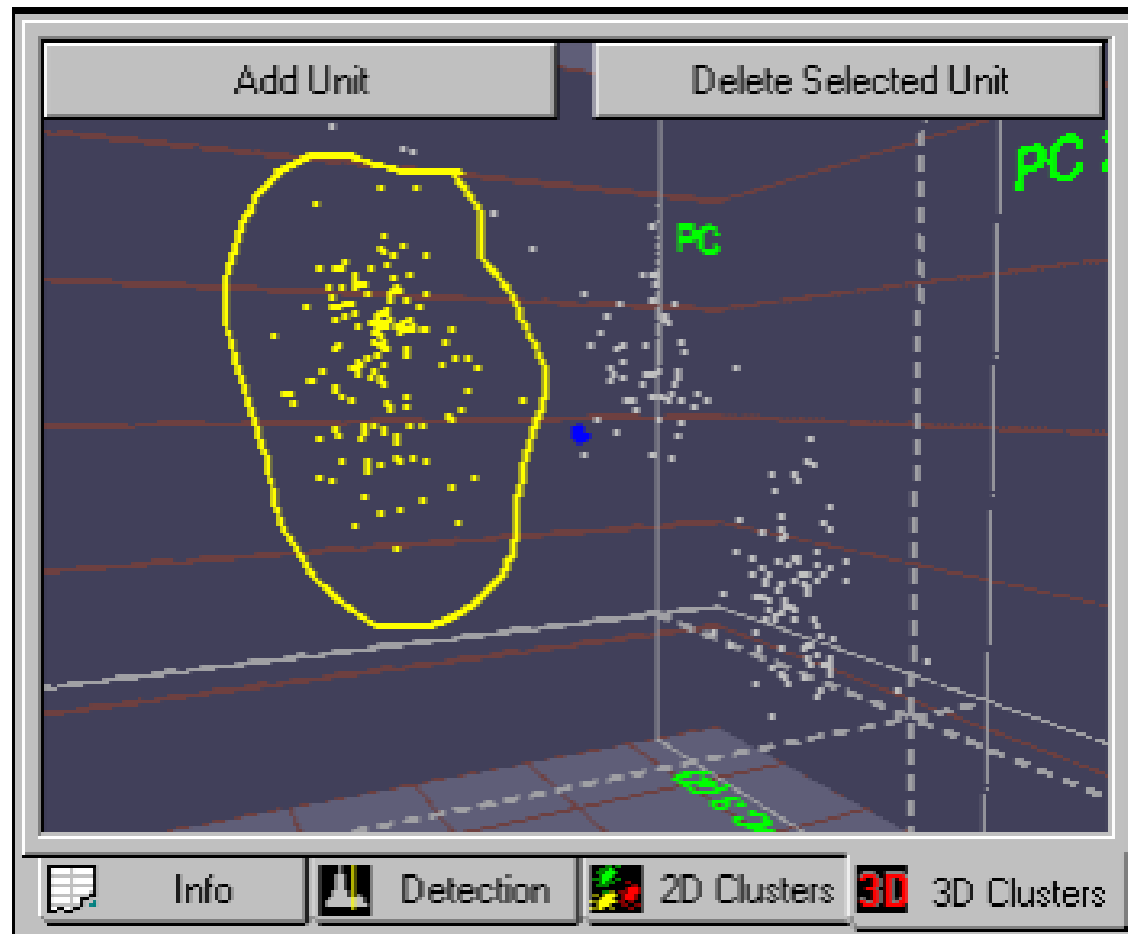 Add Unit
Delete Selected Unit
PC
PC
Info
Detection
2D Clusters
3D
3D Clusters